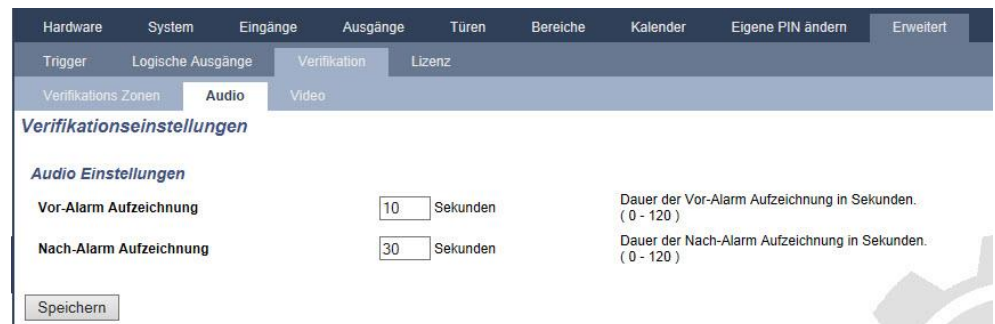 Hardware System Eingänge Ausgänge Türen Bereiche Kalender Eigene PIN ändern Erweitert
Trigger Logische Ausgänge Verifikation Lizenz
Verifikations Zonen Audio Video
Verifikationseinstellungen
Audio Einstellungen
Vor-Alarm Aufzeichnung 10 Sekunden Dauer der Vor-Alarm Aufzeichnung in Sekunden.
( 0 - 120 )
Nach-Alarm Aufzeichnung 30 Sekunden Dauer der Nach-Alarm Aufzeichnung in Sekunden.
( 0 - 120 )
Speichern